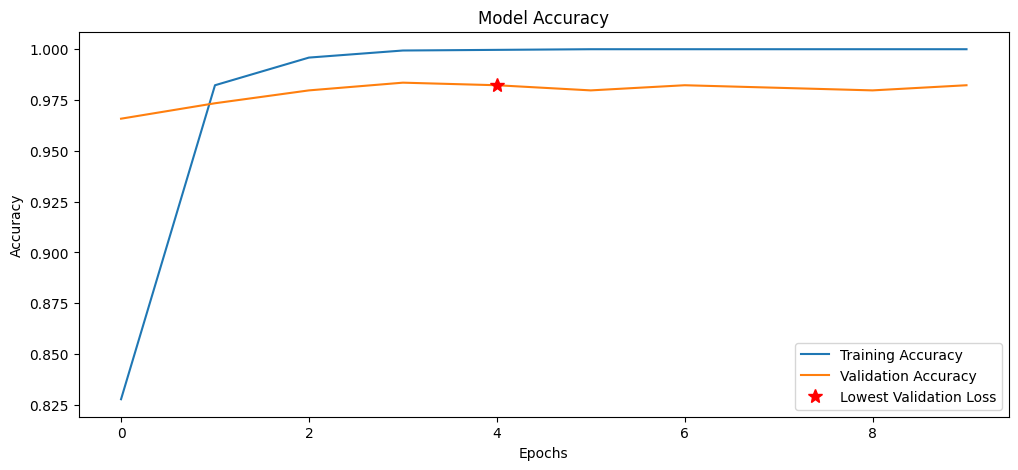 Model Accuracy
1.000
0.975
0.950
0.925
0.900
0.875
0.850
0.825
Accuracy
0 2 4 6 8
Epochs
Training Accuracy
Validation Accuracy
Lowest Validation Loss